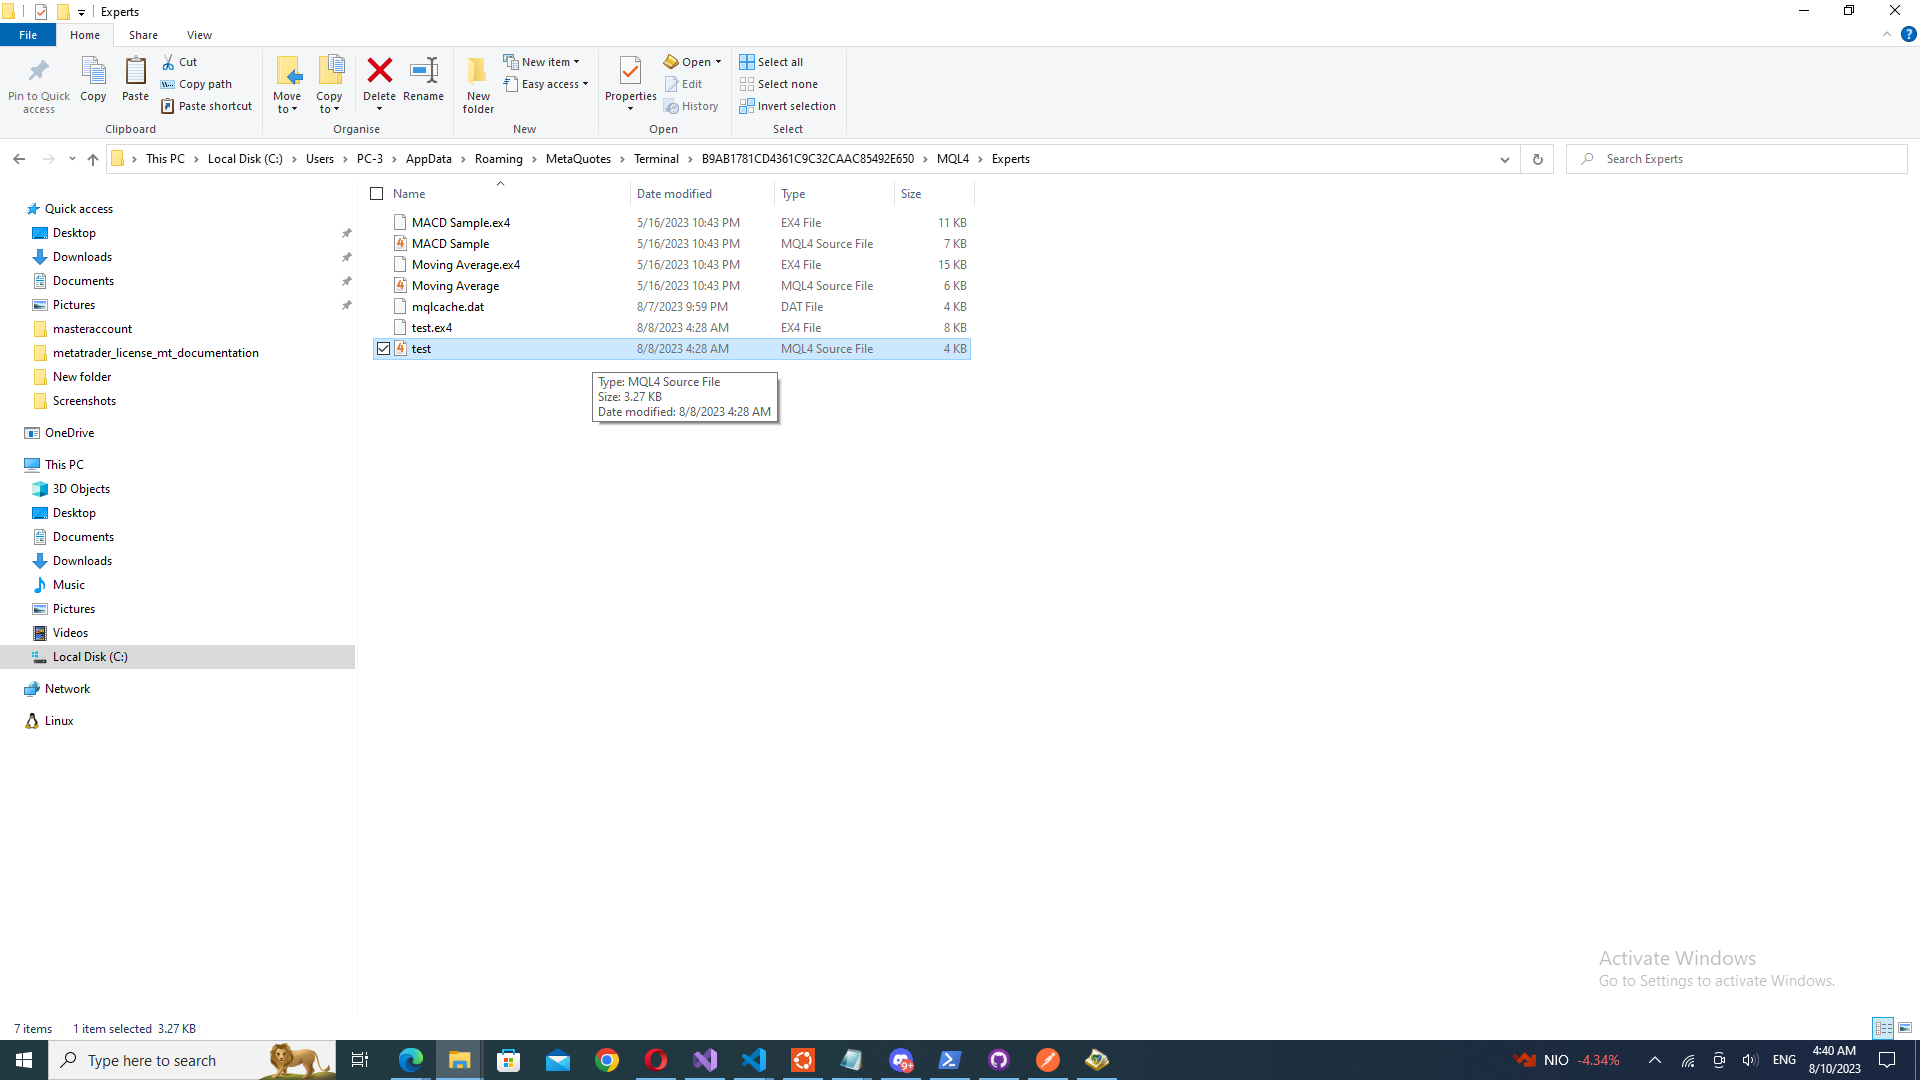 Experts
File Home Share View
Pin to Quick access
Copy
Paste
Cut
Copy path
Paste shortcut
Clipboard
Move to
Copy to
Delete
Rename
Organise
New folder
New item
Easy access
New
Properties
Open
Edit
History
Open
Select all
Select none
Invert selection
Select
This PC > Local Disk (C:) > Users > PC-3 > AppData > Roaming > MetaQuotes > Terminal > B9AB1781CD4361C9C32CAAC85492E650 > MQL4 > Experts
Search Experts
Quick access
Desktop
Downloads
Documents
Pictures
masteraccount
metatrader_license_mt_documentation
New folder
Screenshots
OneDrive
This PC
3D Objects
Desktop
Documents
Downloads
Music
Pictures
Videos
Local Disk (C:)
Network
Linux
Name Date modified Type Size
MACD Sample.ex4 5/16/2023 10:43 PM EX4 File 11 KB
MACD Sample 5/16/2023 10:43 PM MQL4 Source File 7 KB
Moving Average.ex4 5/16/2023 10:43 PM EX4 File 15 KB
Moving Average 5/16/2023 10:43 PM MQL4 Source File 6 KB
mqlcache.dat 8/7/2023 9:59 PM DAT File 4 KB
test.ex4 8/8/2023 4:28 AM EX4 File 8 KB
test 8/8/2023 4:28 AM MQL4 Source File 4 KB
Type: MQL4 Source File
Size: 3.27 KB
Date modified: 8/8/2023 4:28 AM
Activate Windows
Go to Settings to activate Windows.
7 items 1 item selected 3.27 KB
Type here to search
9+
NIO -4.34%
ENG
4:40 AM
8/10/2023